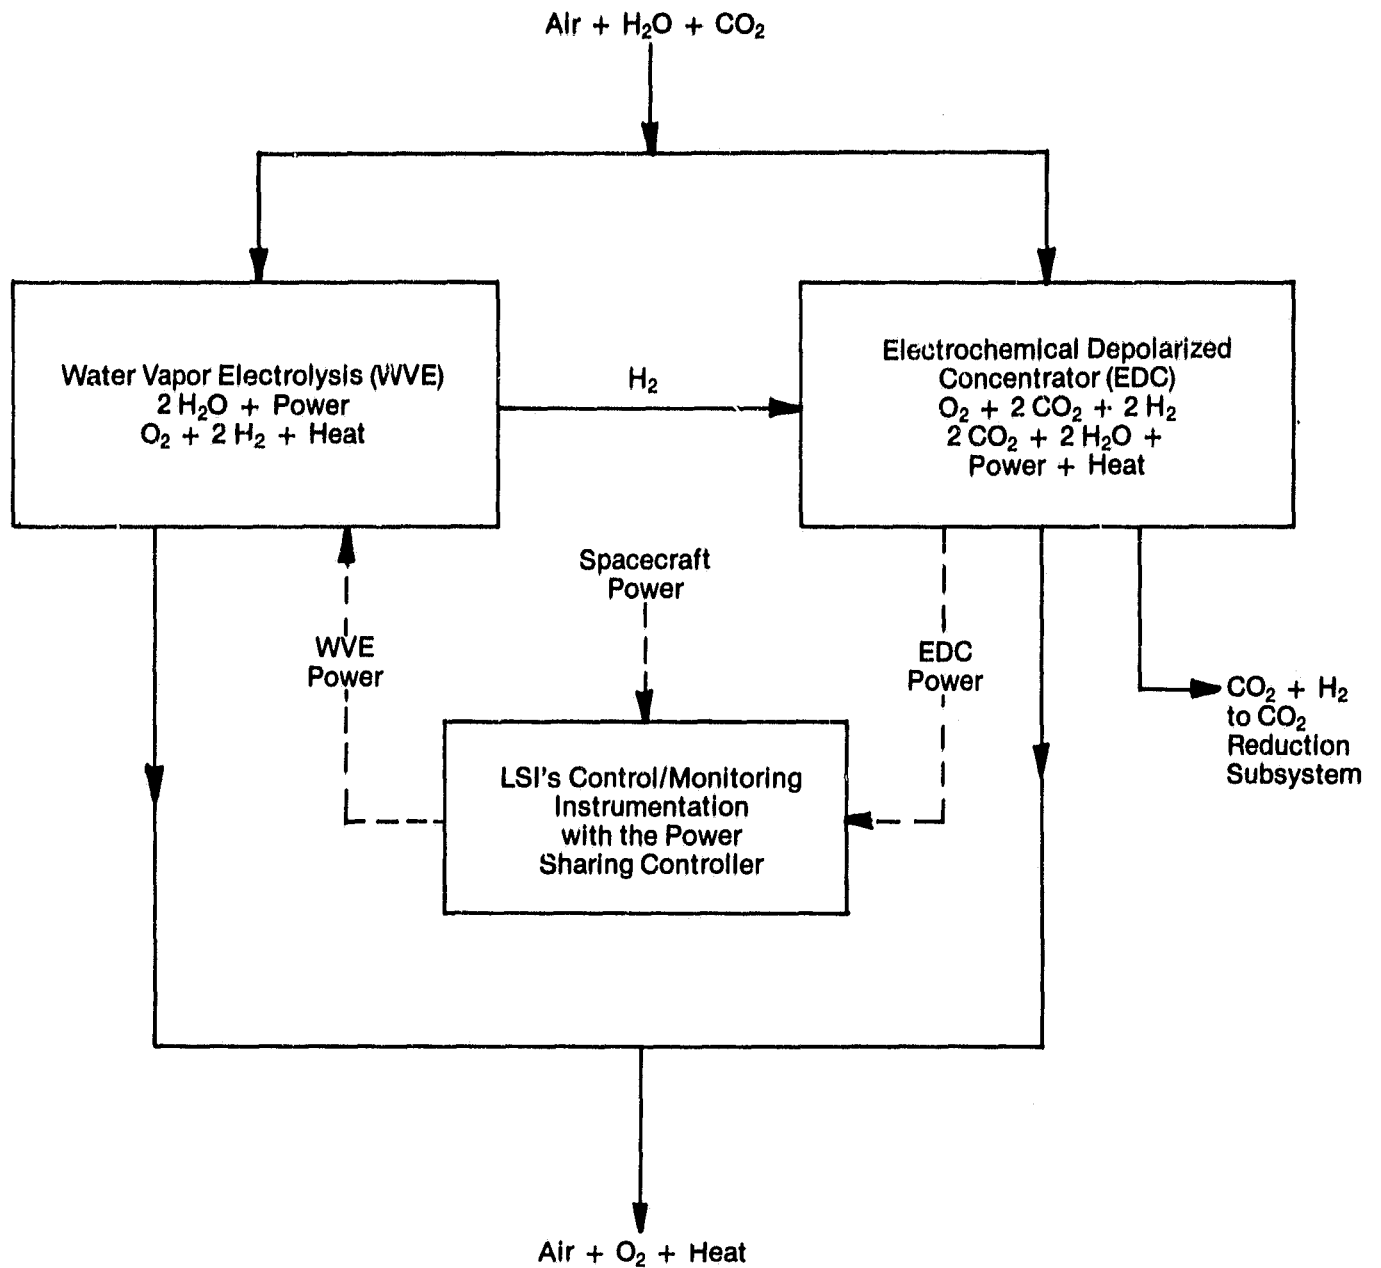 Air + H₂O + CO₂
Water Vapor Electrolysis (WVE)
2 H₂O + Power
O₂ + 2 H₂ + Heat
H₂
Electrochemical Depolarized
Concentrator (EDC)
O₂ + 2 CO₂ + 2 H₂
2 CO₂ + 2 H₂O +
Power + Heat
Spacecraft
Power
WVE
Power
EDC
Power
CO₂ + H₂
to CO₂
Reduction
Subsystem
LSI's Control/Monitoring
Instrumentation
with the Power
Sharing Controller
Air + O₂ + Heat